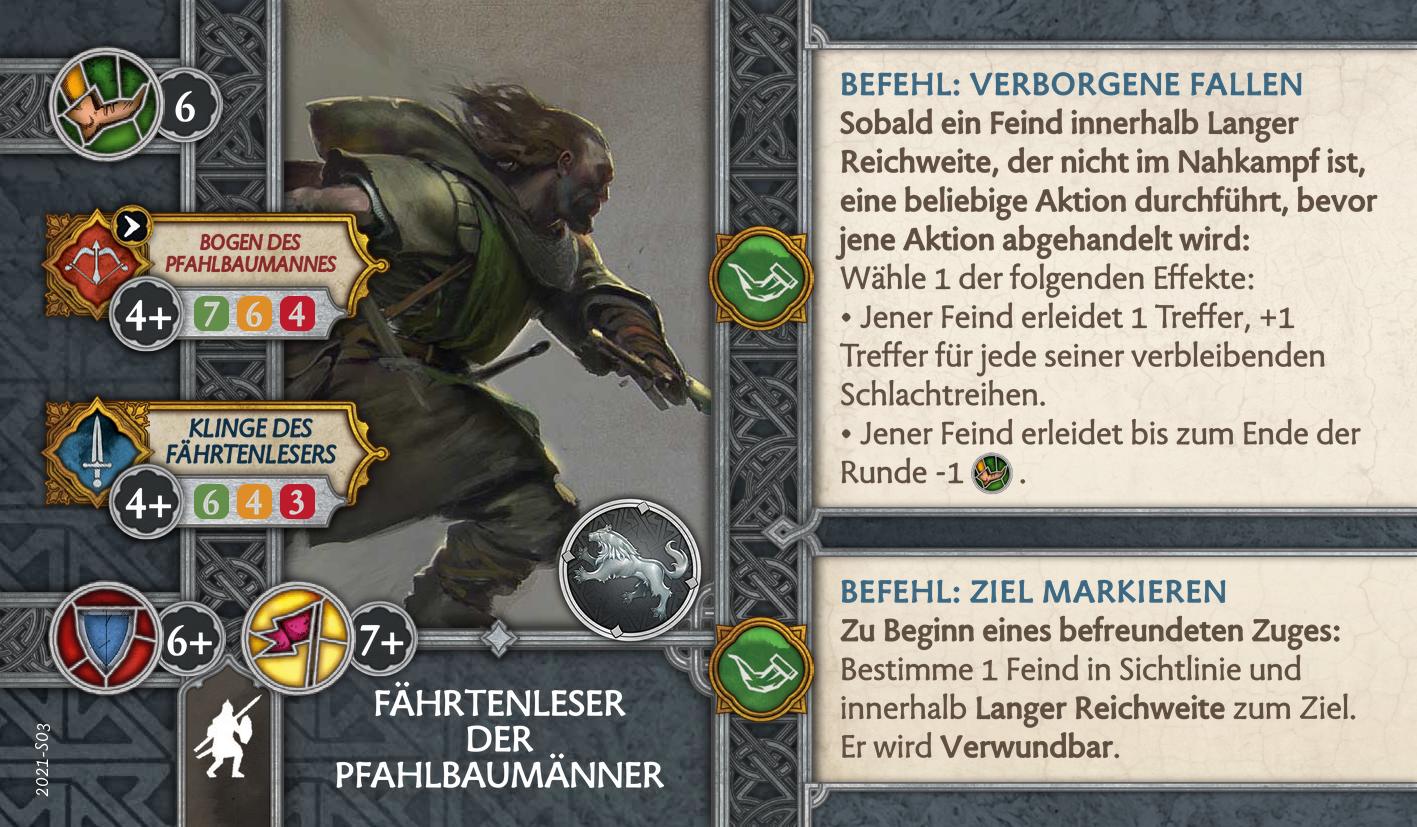 6
BOGEN DES
PFAHLBAUMANNES
4+ 7 6 4
KLINGE DES
FÄHRTENLESERS
4+ 6 4 3
6+ 7+
FÄHRTENLESER
DER
PFAHLBAUMÄNNER
2021-S03
BEFEHL: VERBORGENE FALLEN
Sobald ein Feind innerhalb Langer
Reichweite, der nicht im Nahkampf ist,
eine beliebige Aktion durchführt, bevor
jene Aktion abgehandelt wird:
Wähle 1 der folgenden Effekte:
• Jener Feind erleidet 1 Treffer, +1
Treffer für jede seiner verbleibenden
Schlachtreihen.
• Jener Feind erleidet bis zum Ende der
Runde -1 .
BEFEHL: ZIEL MARKIEREN
Zu Beginn eines befreundeten Zuges:
Bestimme 1 Feind in Sichtlinie und
innerhalb Langer Reichweite zum Ziel.
Er wird Verwundbar.